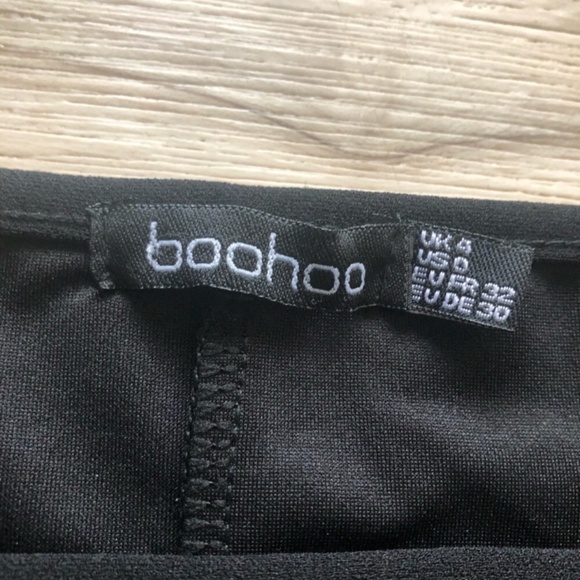 boohoo
UK 4
US 0
EU FR 32
EU DE 30